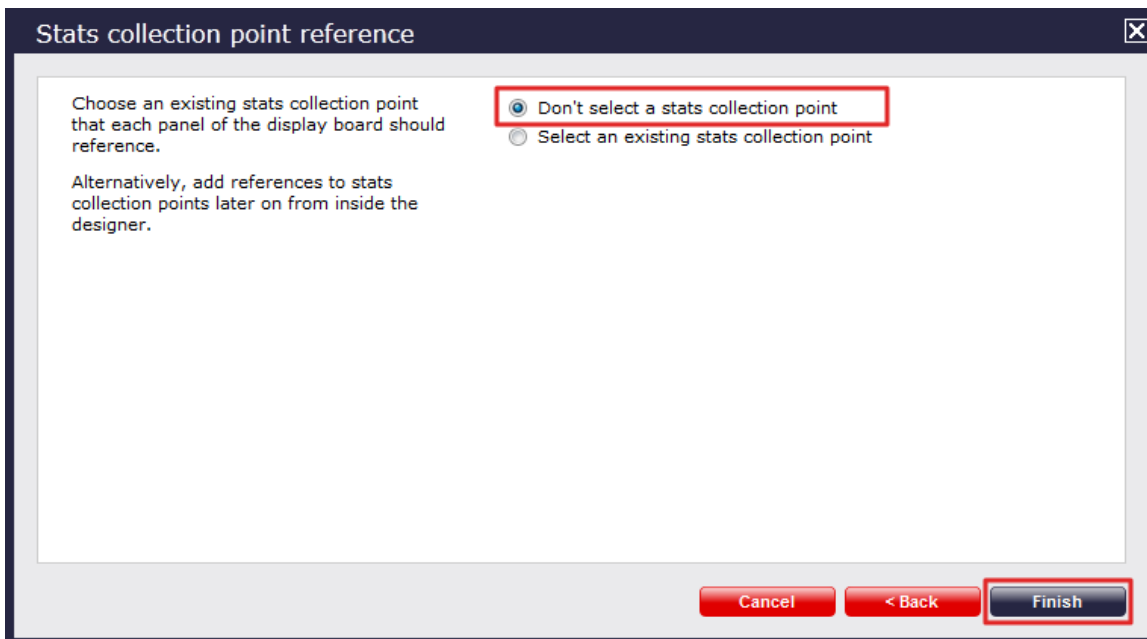 Stats collection point reference
Choose an existing stats collection point
that each panel of the display board should
reference.
Alternatively, add references to stats
collection points later on from inside the
designer.
Don't select a stats collection point
Select an existing stats collection point
Cancel
< Back
Finish